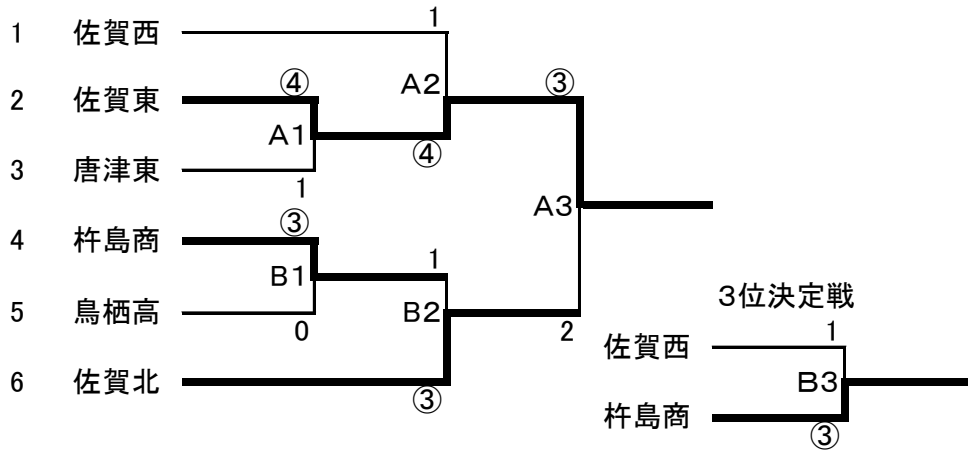 1
1 佐賀西
A2
④ ③
2 佐賀東
A1
④
3 唐津東
1
A3
③
4 杵島商
1
B1
3位決定戦
5 鳥栖高
B2
0
2
1
佐賀西
6 佐賀北
B3
③
杵島商
③